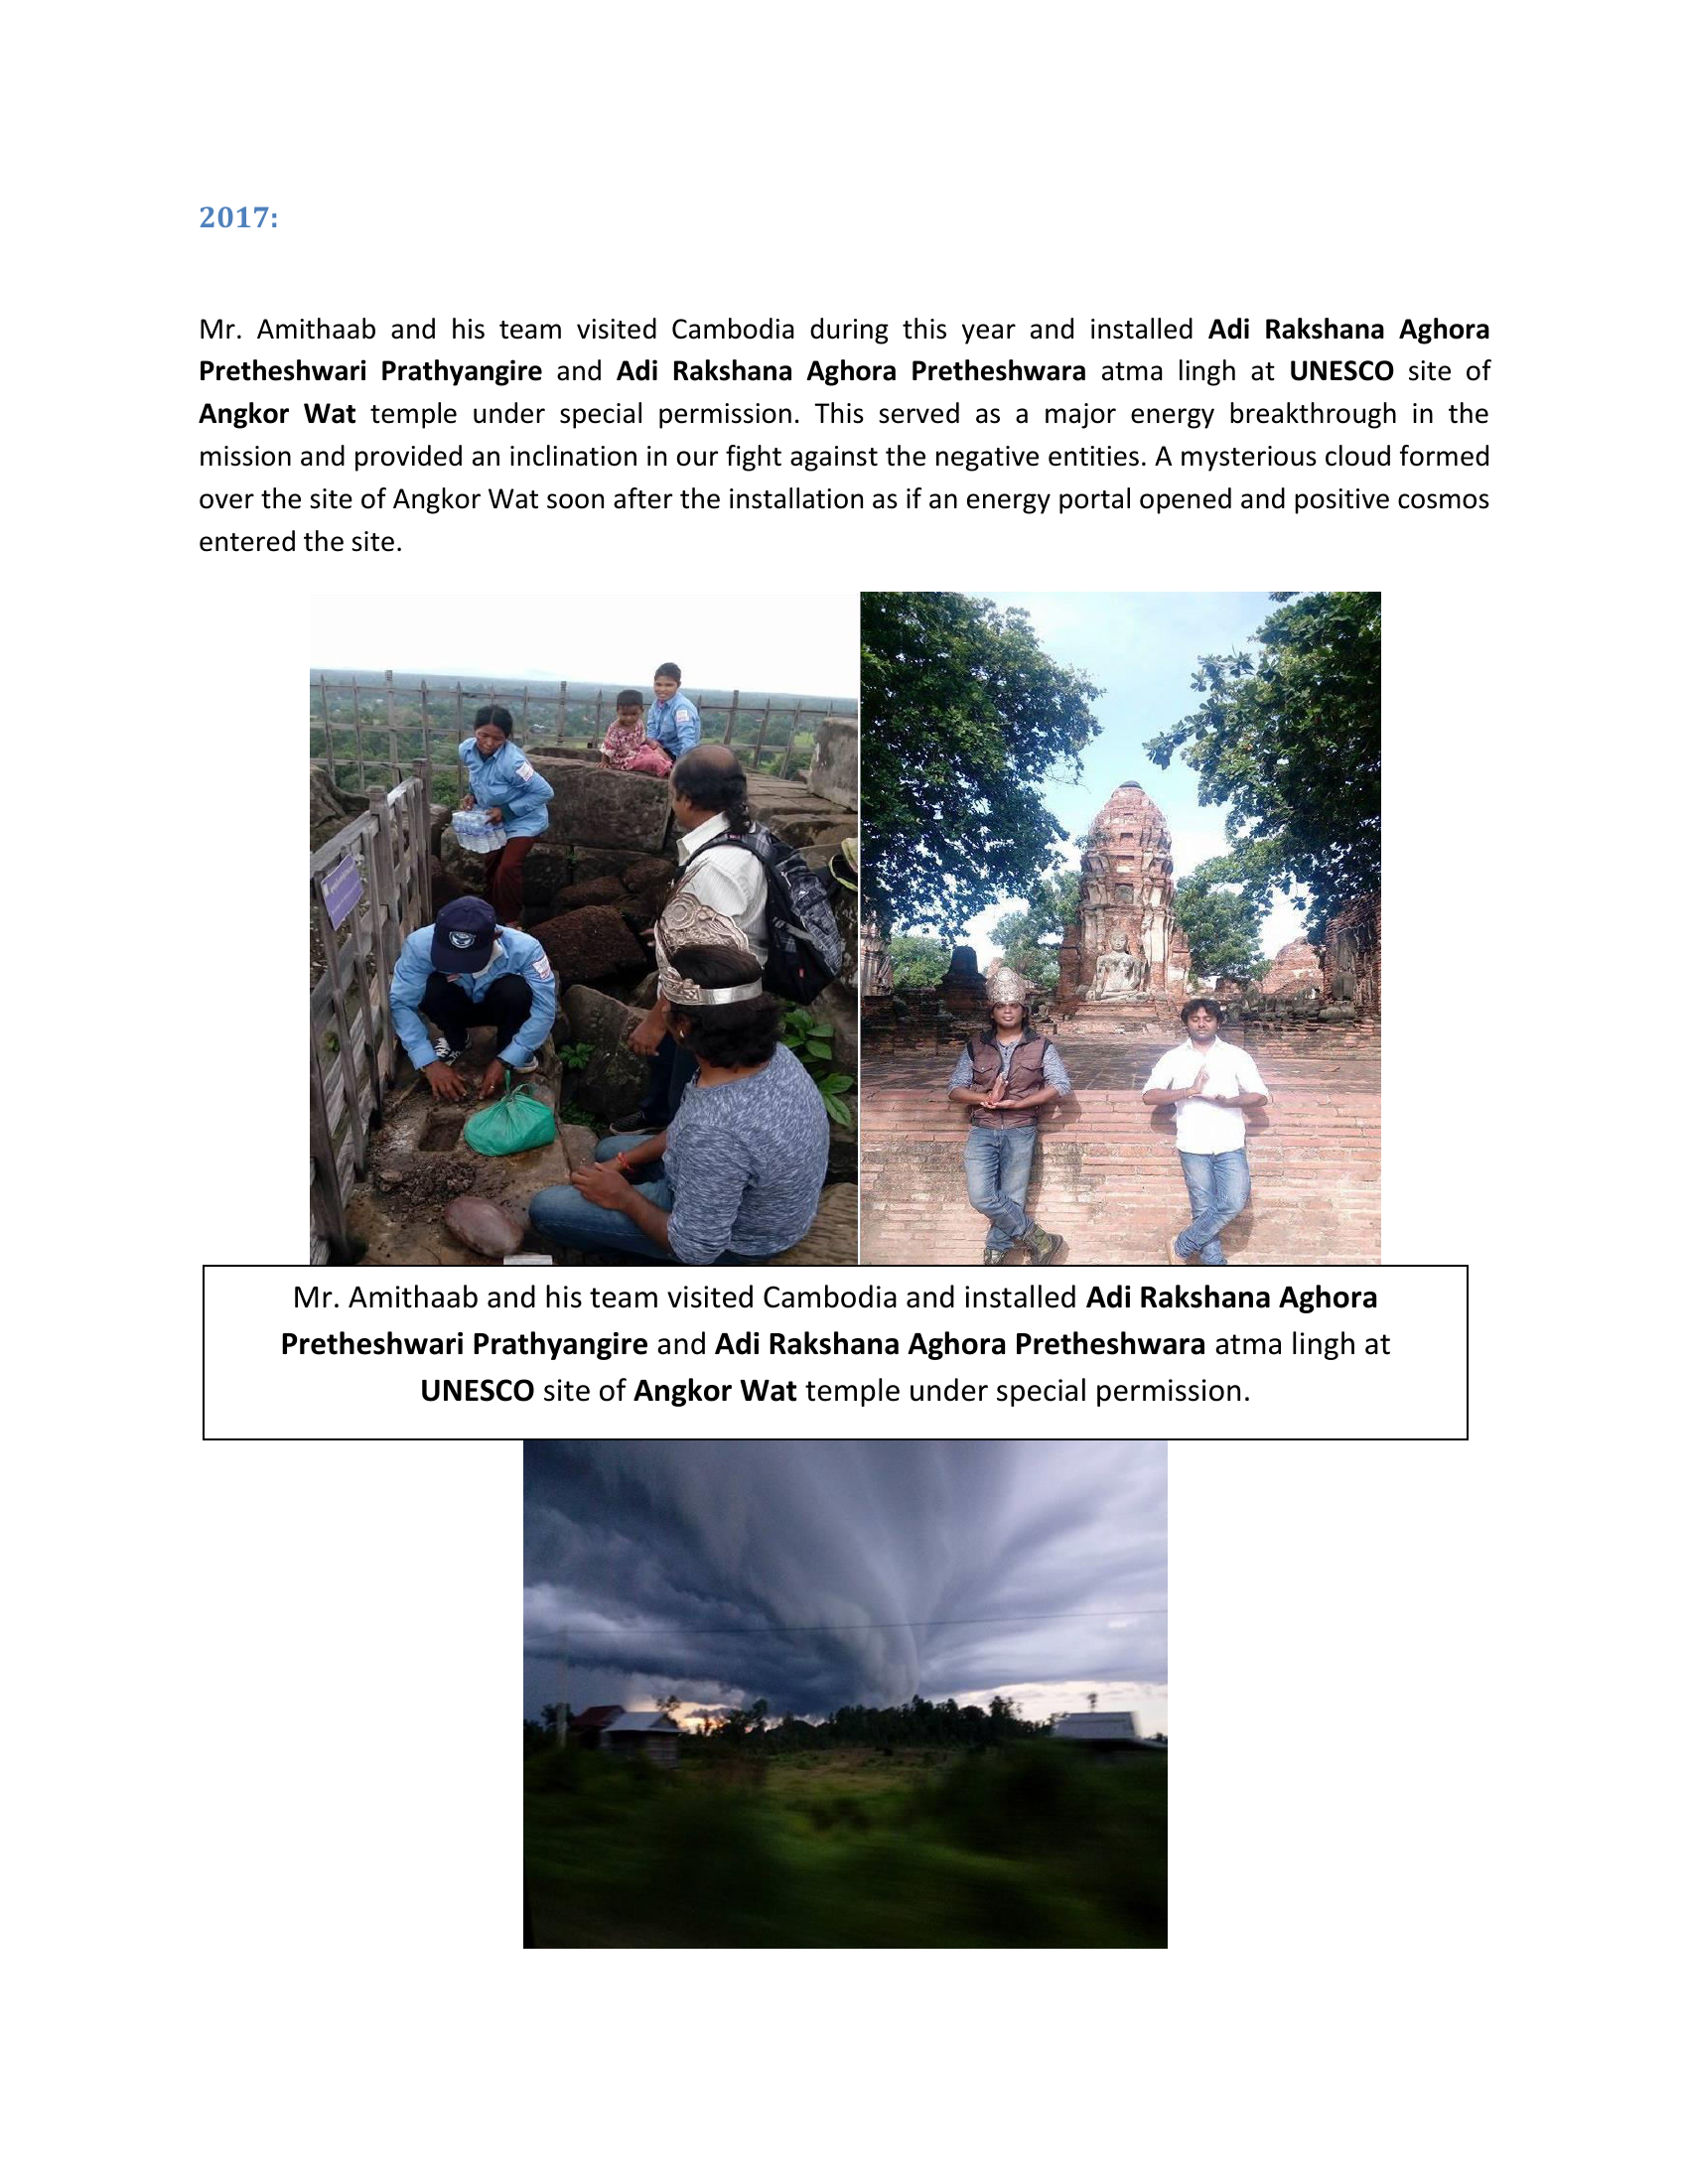 2017:
Mr. Amithaab and his team visited Cambodia during this year and installed Adi Rakshana Aghora
Pretheshwari Prathyangire and Adi Rakshana Aghora Pretheshwara atma lingh at UNESCO site of
Angkor Wat temple under special permission. This served as a major energy breakthrough in the
mission and provided an inclination in our fight against the negative entities. A mysterious cloud formed
over the site of Angkor Wat soon after the installation as if an energy portal opened and positive cosmos
entered the site.
Mr. Amithaab and his team visited Cambodia and installed Adi Rakshana Aghora
Pretheshwari Prathyangire and Adi Rakshana Aghora Pretheshwara atma lingh at
UNESCO site of Angkor Wat temple under special permission.